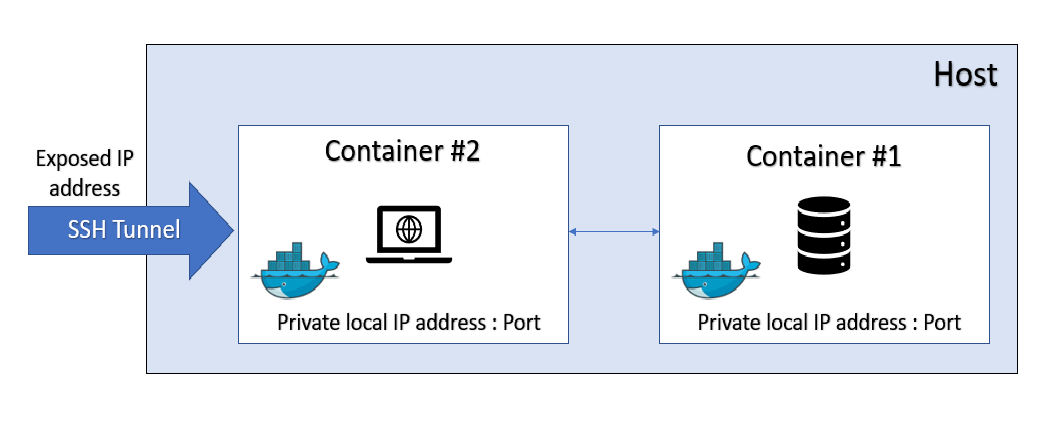 Host
Exposed IP
address
SSH Tunnel
Container #2
Private local IP address : Port
Container #1
Private local IP address : Port